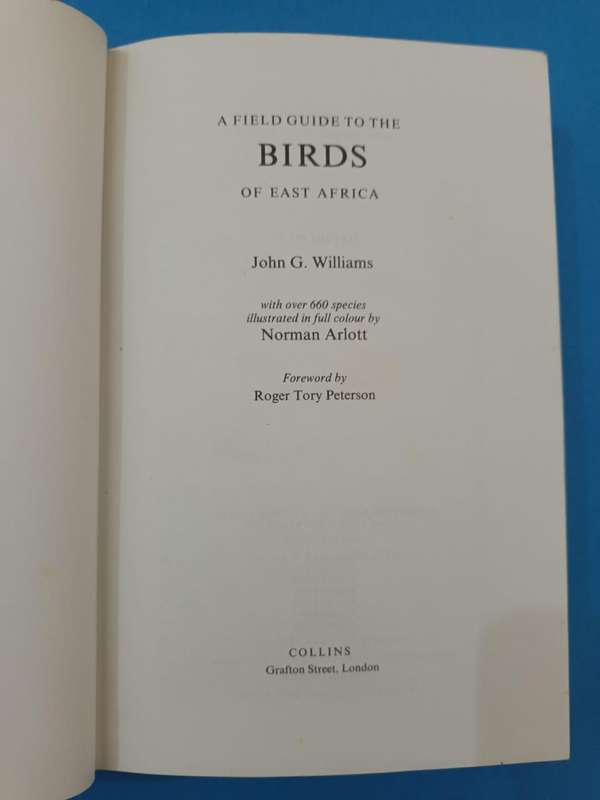 A FIELD GUIDE TO THE
BIRDS
OF EAST AFRICA
John G. Williams
with over 660 species
illustrated in full colour by
Norman Arlott
Foreword by
Roger Tory Peterson
COLLINS
Grafton Street, London